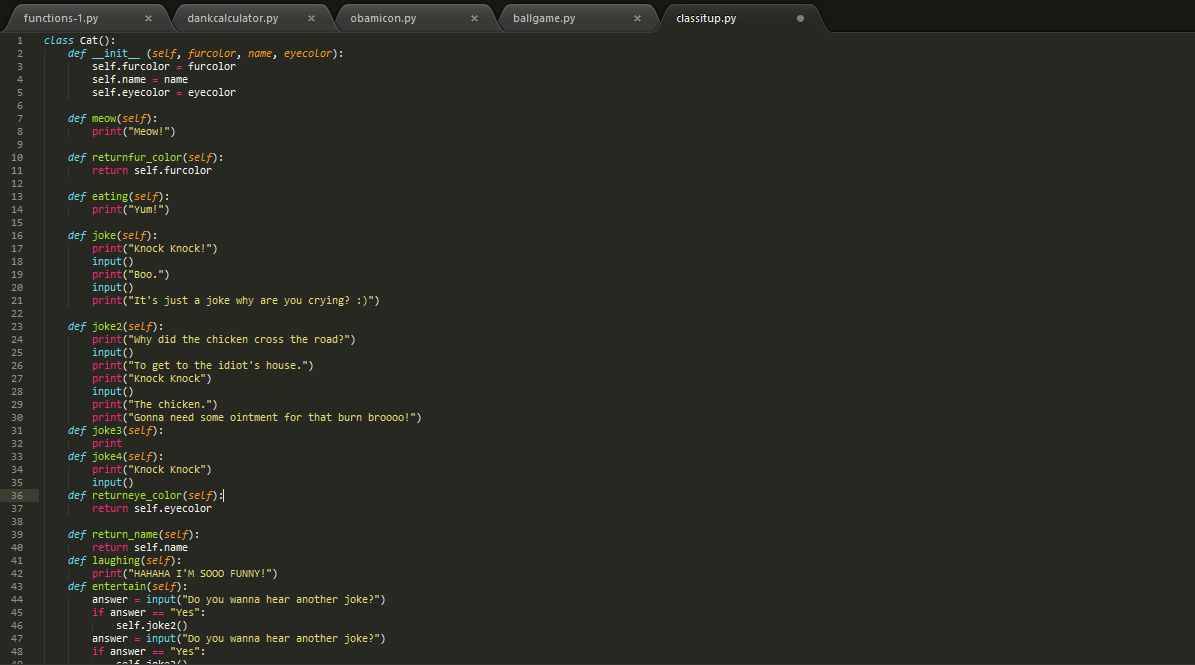 functions-1.py × dankcalculator.py × obamicon.py × ballgame.py × classitup.py
1 class Cat():
2 def __init__ (self, furcolor, name, eyecolor):
3 self.furcolor = furcolor
4 self.name = name
5 self.eyecolor = eyecolor
6
7 def meow(self):
8 print("Meow!")
9
10 def returnfur_color(self):
11 return self.furcolor
12
13 def eating(self):
14 print("Yum!")
15
16 def joke(self):
17 print("Knock Knock!")
18 input()
19 print("Boo.")
20 input()
21 print("It's just a joke why are you crying? :)")
22
23 def joke2(self):
24 print("Why did the chicken cross the road?")
25 input()
26 print("To get to the idiot's house.")
27 print("Knock Knock")
28 input()
29 print("The chicken.")
30 print("Gonna need some ointment for that burn broooo!")
31 def joke3(self):
32 print
33 def joke4(self):
34 print("Knock Knock")
35 input()
36 def returneye_color(self):
37 return self.eyecolor
38
39 def return_name(self):
40 return self.name
41 def laughing(self):
42 print("HAHAHA I'M SOOO FUNNY!")
43 def entertain(self):
44 answer = input("Do you wanna hear another joke?")
45 if answer == "Yes":
46 self.joke2()
47 answer = input("Do you wanna hear another joke?")
48 if answer == "Yes":
49 self.joke2()